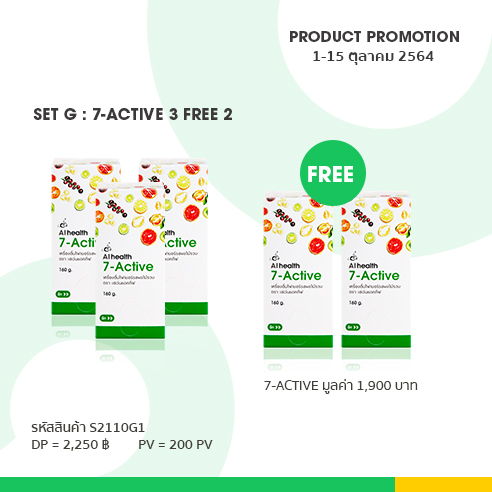 PRODUCT PROMOTION
1-15 ตุลาคม 2564
SET G : 7-ACTIVE 3 FREE 2
FREE
AI health
7-Active
160 g.
AI health
7-Active
160 g.
AI health
7-Active
160 g.
AI health
7-Active
160 g.
7-ACTIVE มูลค่า 1,900 บาท
รหัสสินค้า S2110G1
DP = 2,250 ฿ PV = 200 PV